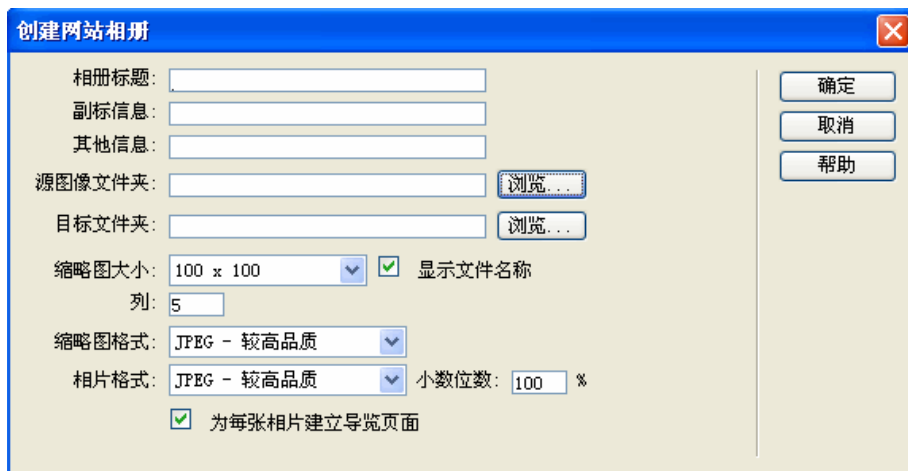 创建网站相册
相册标题:
副标信息:
其他信息:
源图像文件夹: 浏览...
目标文件夹: 浏览...
缩略图大小: 100 x 100 显示文件名称
列: 5
缩略图格式: JPEG - 较高品质
相片格式: JPEG - 较高品质 小数位数: 100 %
为每张相片建立导览页面
确定
取消
帮助